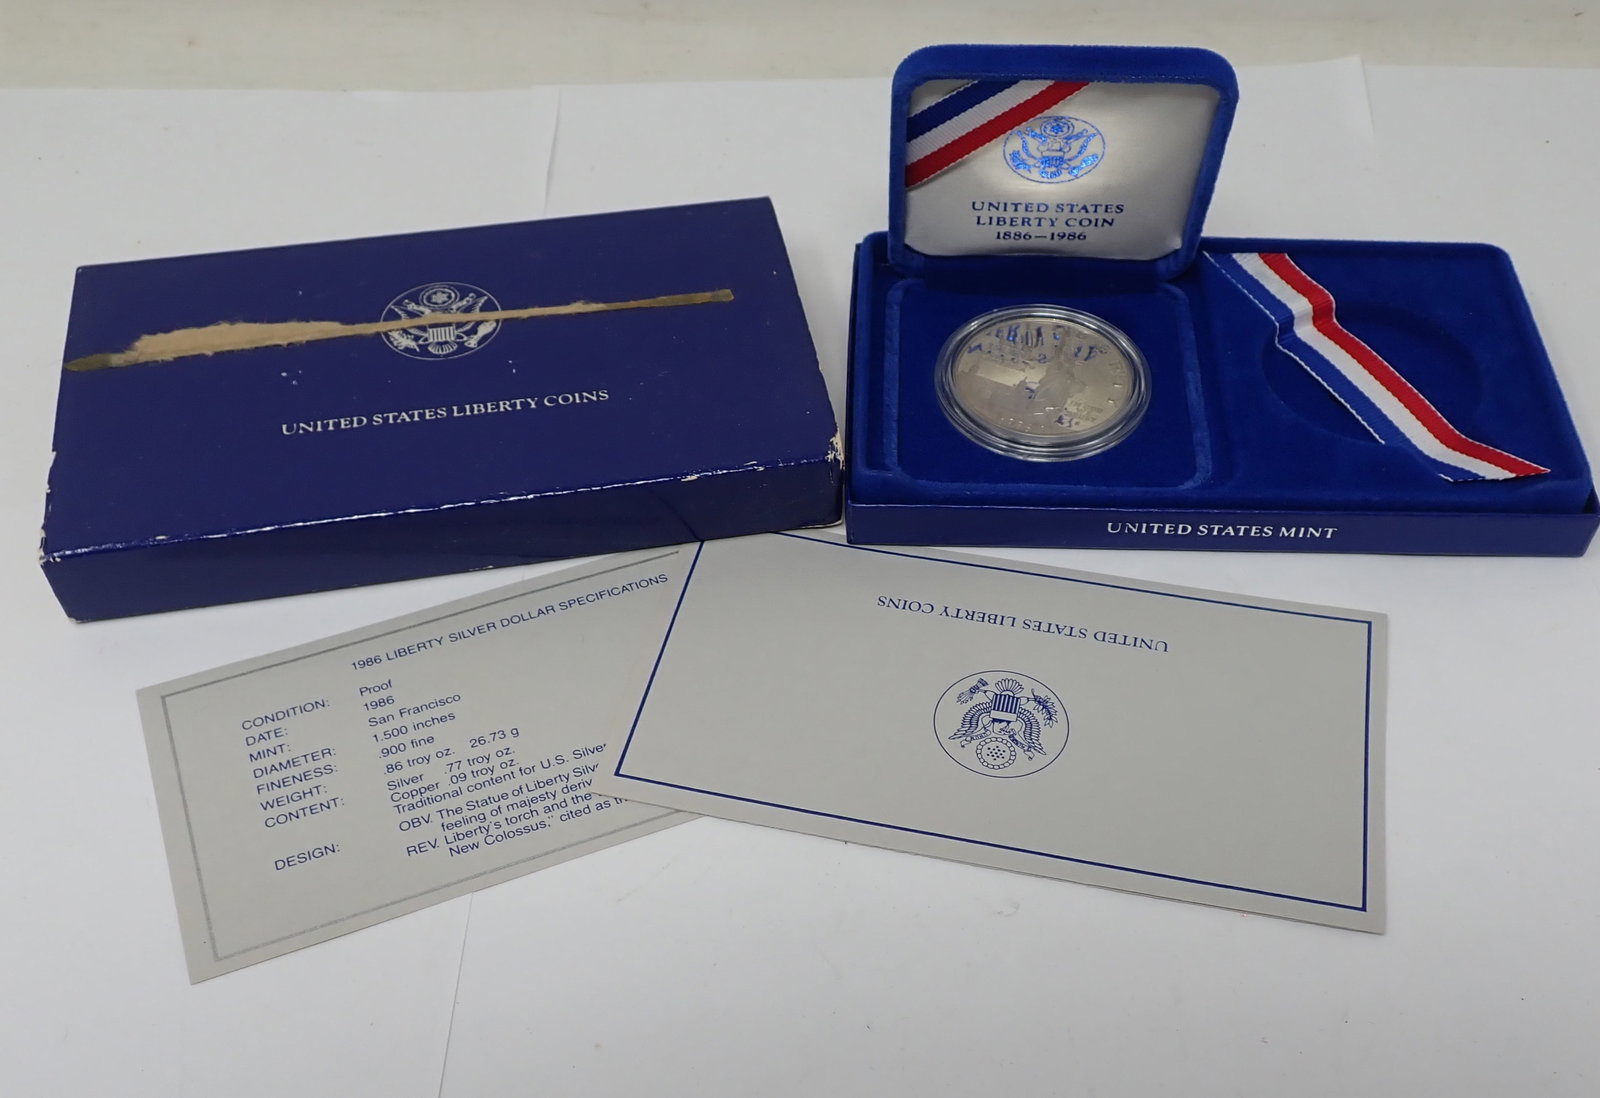 UNITED STATES
LIBERTY COIN
1886–1986
UNITED STATES LIBERTY COINS
UNITED STATES MINT
1986 LIBERTY SILVER DOLLAR SPECIFICATIONS
CONDITION: Proof
DATE: 1986
MINT: San Francisco
DIAMETER: 1.500 inches
FINENESS: .900 fine
WEIGHT: .86 troy oz. 26.73 g
CONTENT: Silver .77 troy oz.
Copper .09 troy oz.
Traditional content for U.S.
DESIGN: OBV. The Statue of Liberty
feeling of majesty
REV. Liberty's torch and the
New Colossus," cited as
UNITED STATES LIBERTY COINS